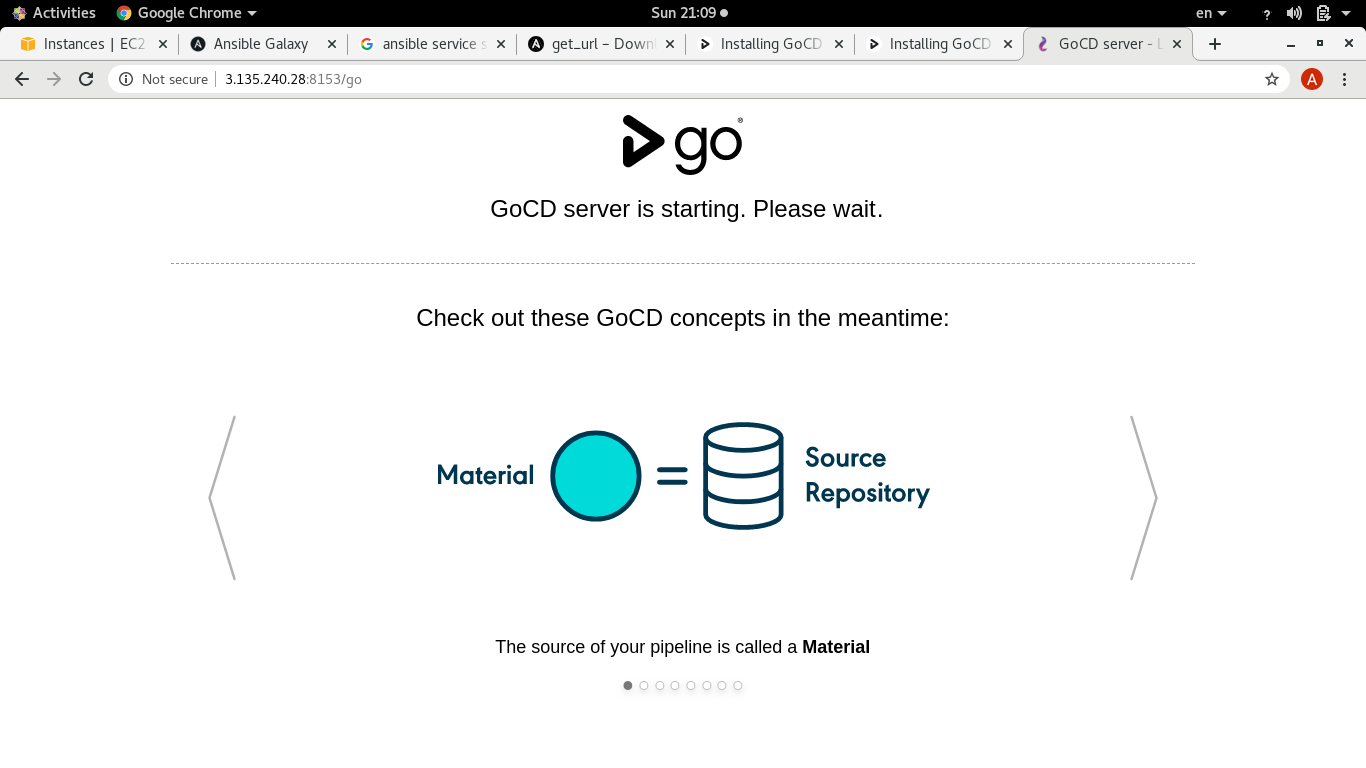 Activities Google Chrome Sun 21:09 en ?
Instances | EC2 Ansible Galaxy ansible service s get_url – Down Installing GoCD Installing GoCD GoCD server - L
Not secure 3.135.240.28:8153/go A
go®
GoCD server is starting. Please wait.
Check out these GoCD concepts in the meantime:
Material = Source
Repository
The source of your pipeline is called a Material